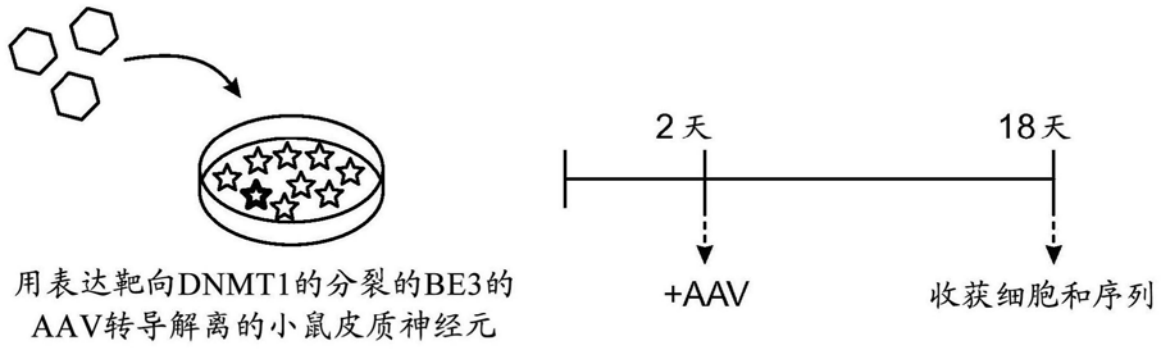 2天
18天
用表达靶向DNMT1的分裂的BE3的
AAV转导解离的小鼠皮质神经元
+AAV
收获细胞和序列